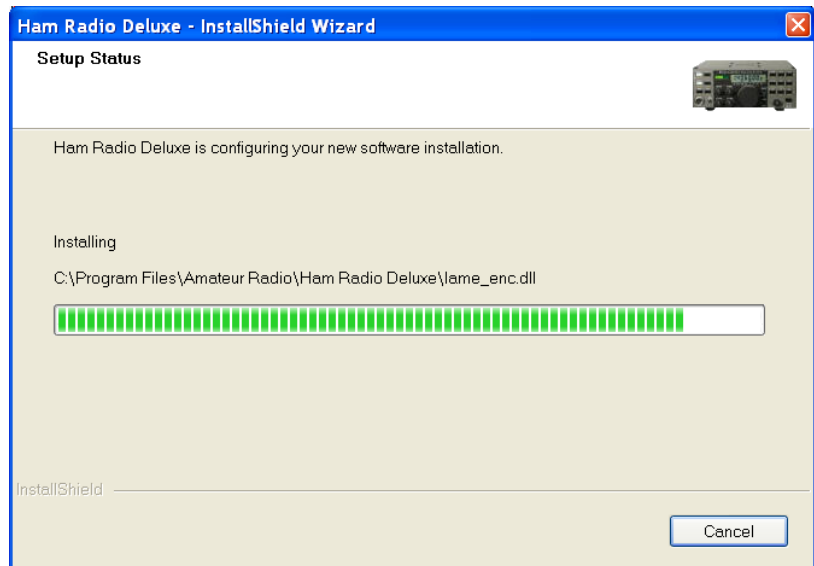 Ham Radio Deluxe - InstallShield Wizard
Setup Status
Ham Radio Deluxe is configuring your new software installation.
Installing
C:\Program Files\Amateur Radio\Ham Radio Deluxe\lame_enc.dll
InstallShield
Cancel